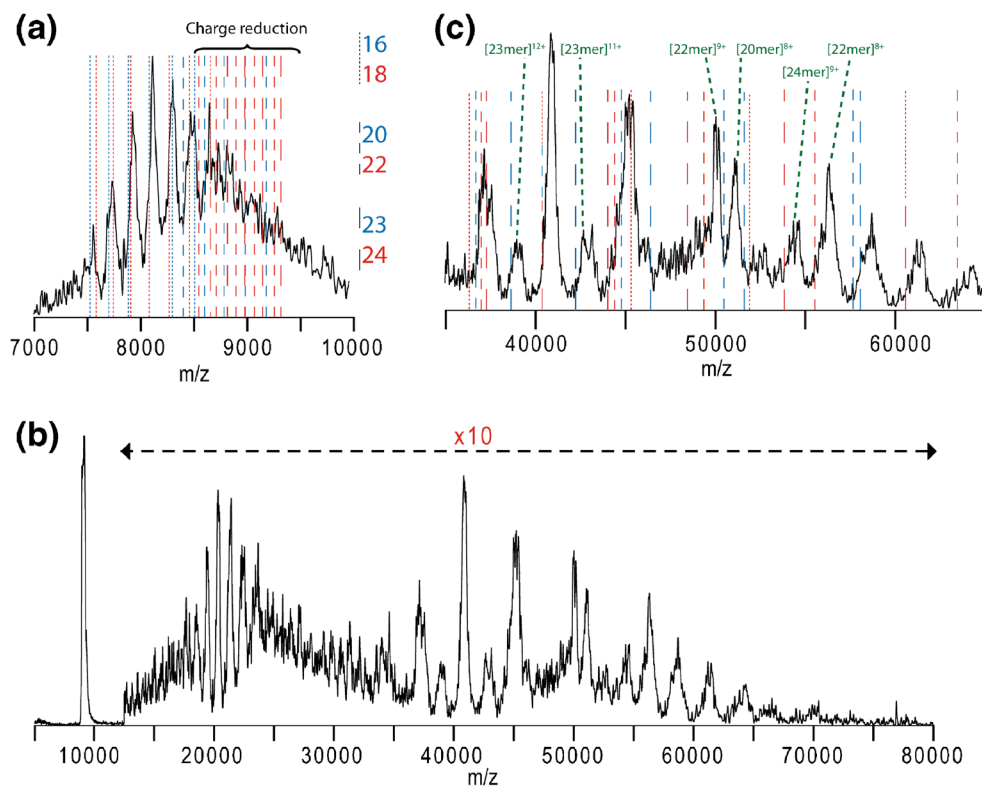 (a)
Charge reduction
16
18
20
22
23
24
7000 8000 9000 10000
m/z
(c)
[23mer]12+ [23mer]11+ [22mer]9+ [20mer]8+ [22mer]8+
[24mer]9+
40000 50000 60000
m/z
(b)
x10
10000 20000 30000 40000 50000 60000 70000 80000
m/z